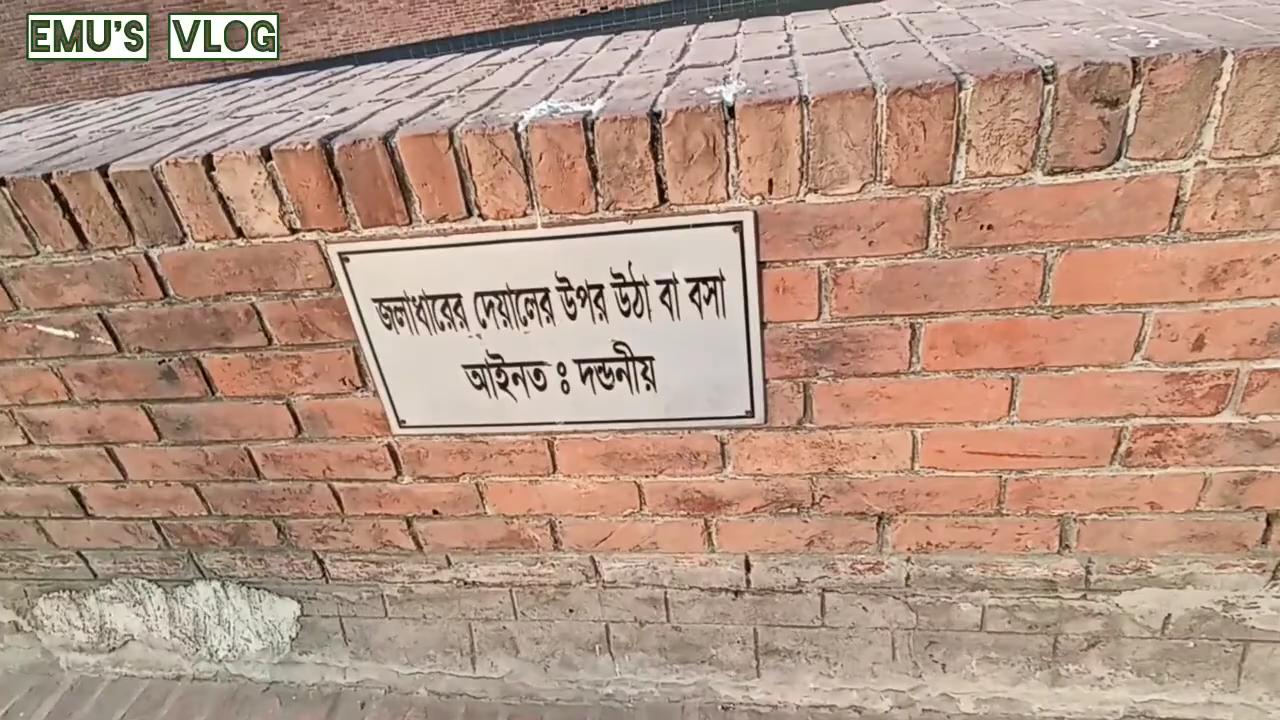 EMU'S VLOG
জলাধারের দেয়ালের উপর উঠা বা বসা
আইনত ঃ দন্ডনীয়